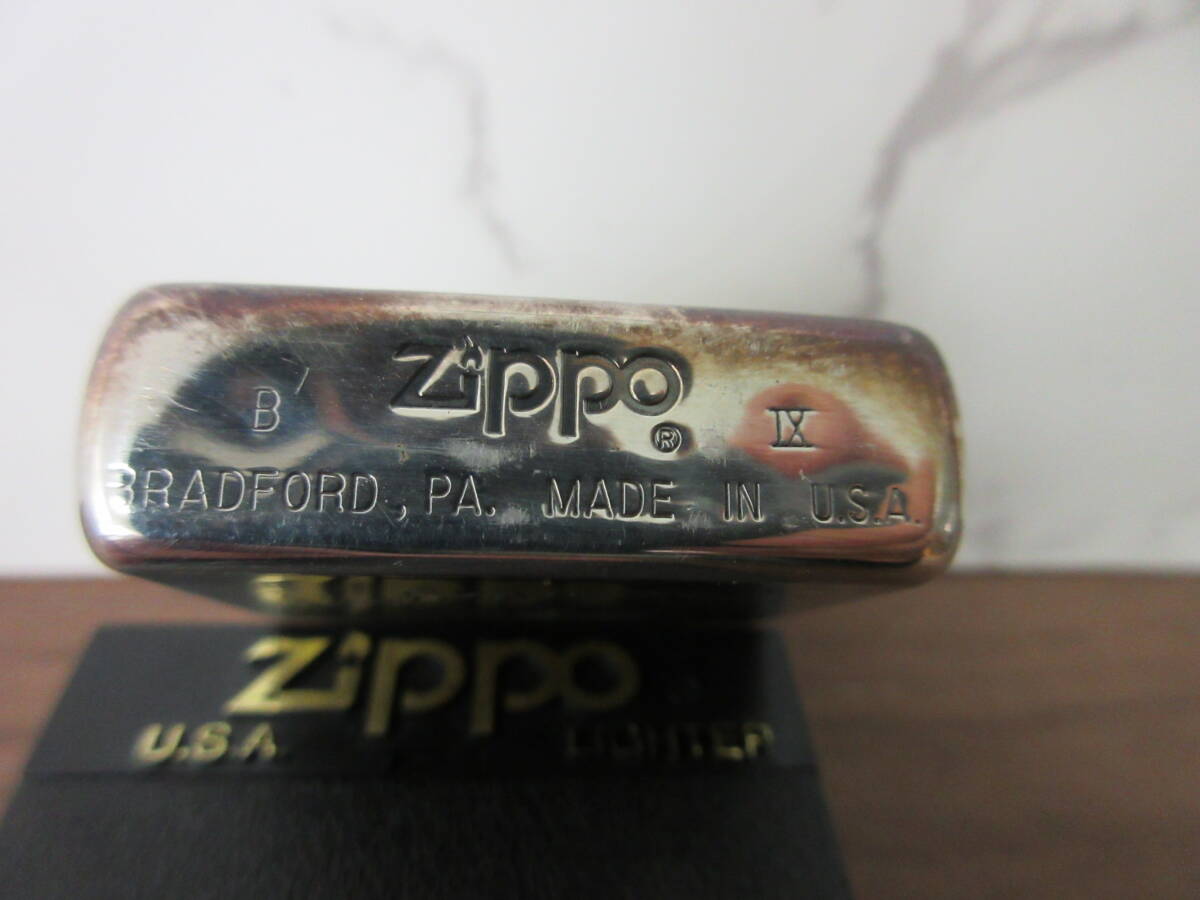 B Zippo ® IX
BRADFORD, PA. MADE IN U.S.A.
Zippo
U.S.A. LIGHTER